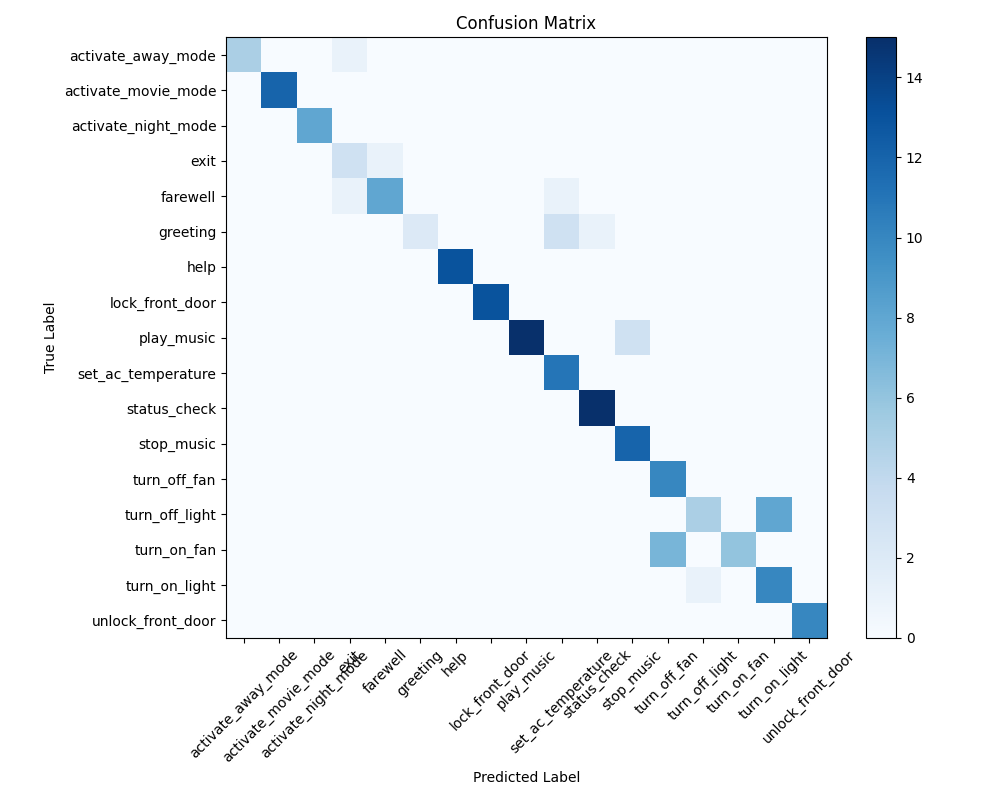 Confusion Matrix
True Label
activate_away_mode
activate_movie_mode
activate_night_mode
exit
farewell
greeting
help
lock_front_door
play_music
set_ac_temperature
status_check
stop_music
turn_off_fan
turn_off_light
turn_on_fan
turn_on_light
unlock_front_door
activate_away_mode
activate_movie_mode
activate_night_mode
exit
farewell
greeting
help
lock_front_door
play_music
set_ac_temperature
status_check
stop_music
turn_off_fan
turn_off_light
turn_on_fan
turn_on_light
unlock_front_door
Predicted Label
14
12
10
8
6
4
2
0